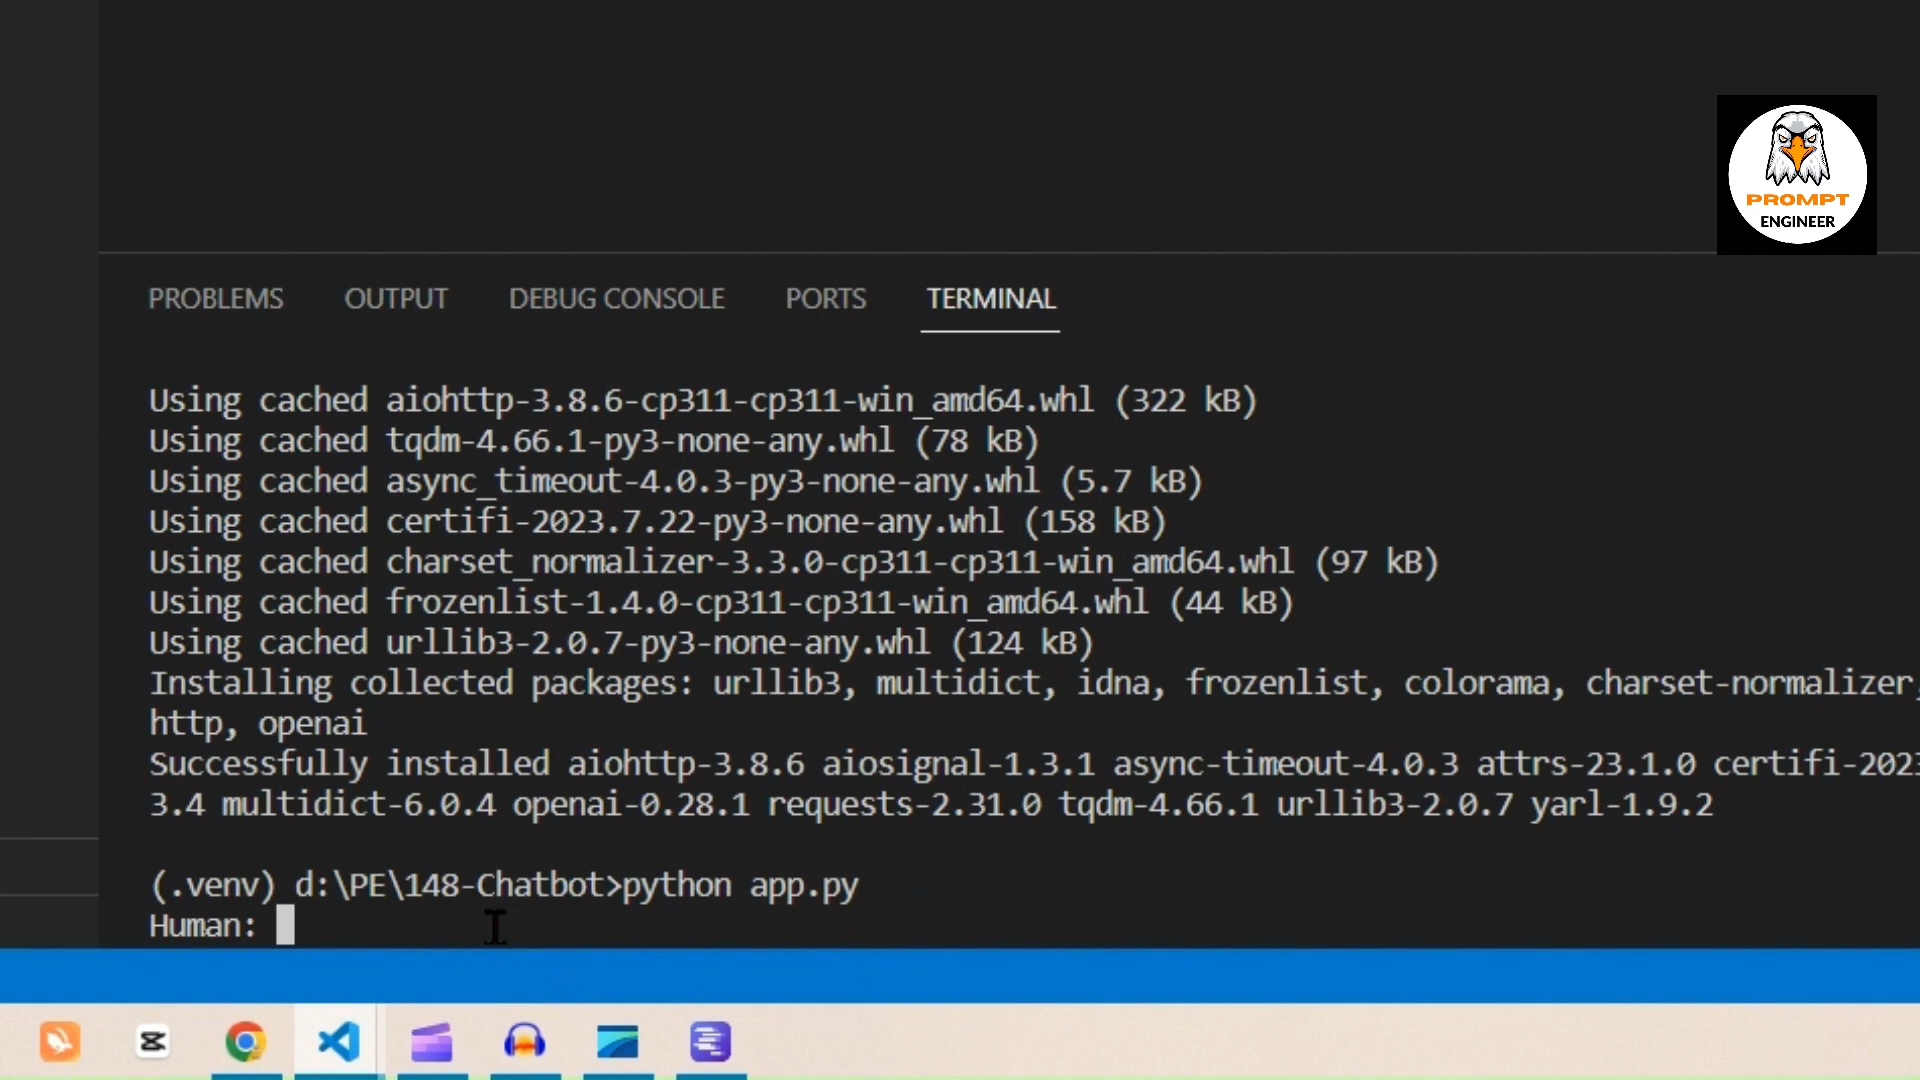 PROMPT
ENGINEER
PROBLEMS OUTPUT DEBUG CONSOLE PORTS TERMINAL
Using cached aiohttp-3.8.6-cp311-cp311-win_amd64.whl (322 kB)
Using cached tqdm-4.66.1-py3-none-any.whl (78 kB)
Using cached async_timeout-4.0.3-py3-none-any.whl (5.7 kB)
Using cached certifi-2023.7.22-py3-none-any.whl (158 kB)
Using cached charset_normalizer-3.3.0-cp311-cp311-win_amd64.whl (97 kB)
Using cached frozenlist-1.4.0-cp311-cp311-win_amd64.whl (44 kB)
Using cached urllib3-2.0.7-py3-none-any.whl (124 kB)
Installing collected packages: urllib3, multidict, idna, frozenlist, colorama, charset-normalizer,
http, openai
Successfully installed aiohttp-3.8.6 aiosignal-1.3.1 async-timeout-4.0.3 attrs-23.1.0 certifi-2023
3.4 multidict-6.0.4 openai-0.28.1 requests-2.31.0 tqdm-4.66.1 urllib3-2.0.7 yarl-1.9.2
(.venv) d:\PE\148-Chatbot>python app.py
Human: